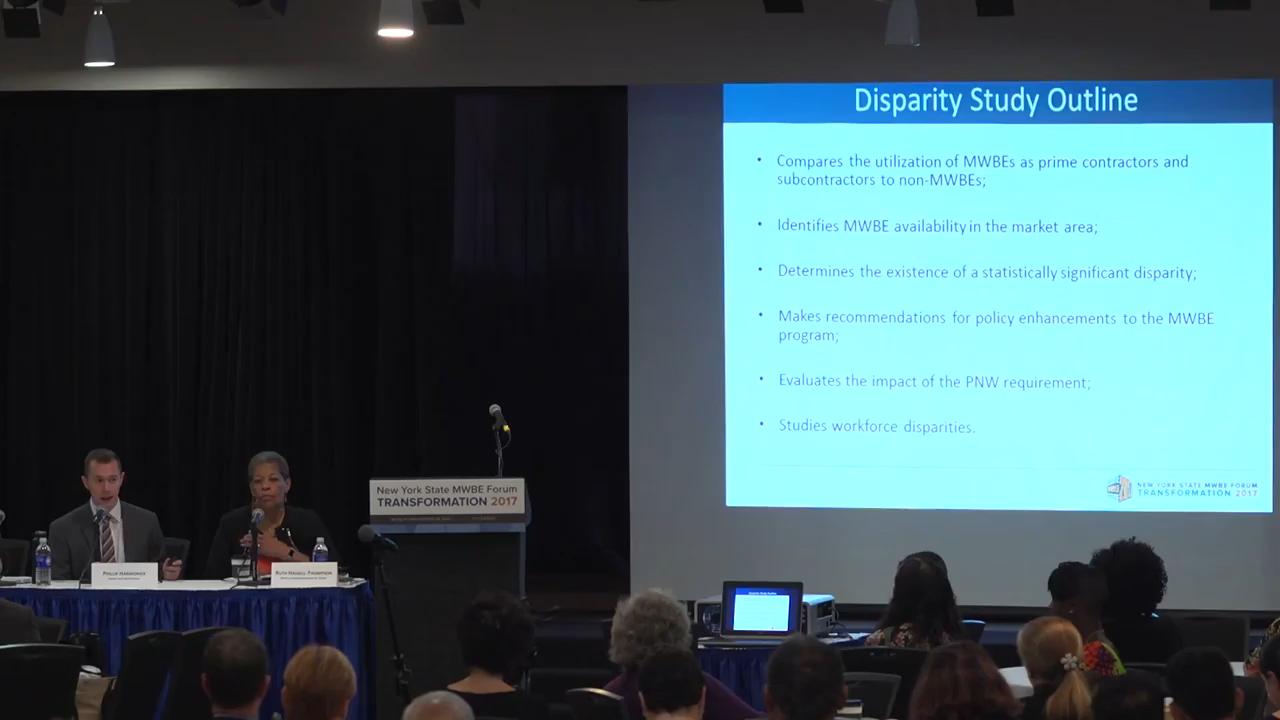 Disparity Study Outline
• Compares the utilization of MWBEs as prime contractors and
subcontractors to non-MWBEs;
• Identifies MWBE availability in the market area;
• Determines the existence of a statistically significant disparity;
• Makes recommendations for policy enhancements to the MWBE
program;
• Evaluates the impact of the PNW requirement;
• Studies workforce disparities.
NEW YORK STATE MWBE FORUM
TRANSFORMATION 2017
New York State MWBE Forum
TRANSFORMATION 2017
Disparity Study Outline